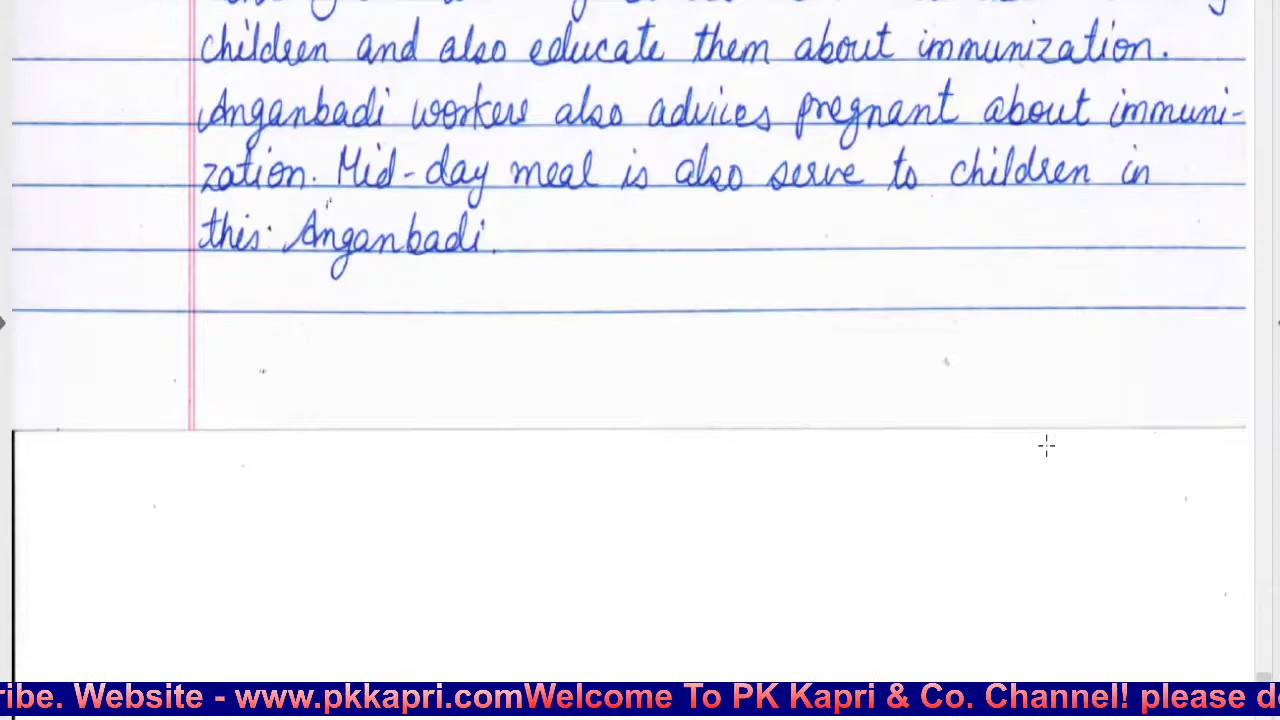 children and also educate them about immunization.
Anganbadi workers also advices pregnant about immuni-
zation. Mid-day meal is also serve to children in
this Anganbadi.
ribe. Website - www.pkkapri.comWelcome To PK Kapri & Co. Channel! please d